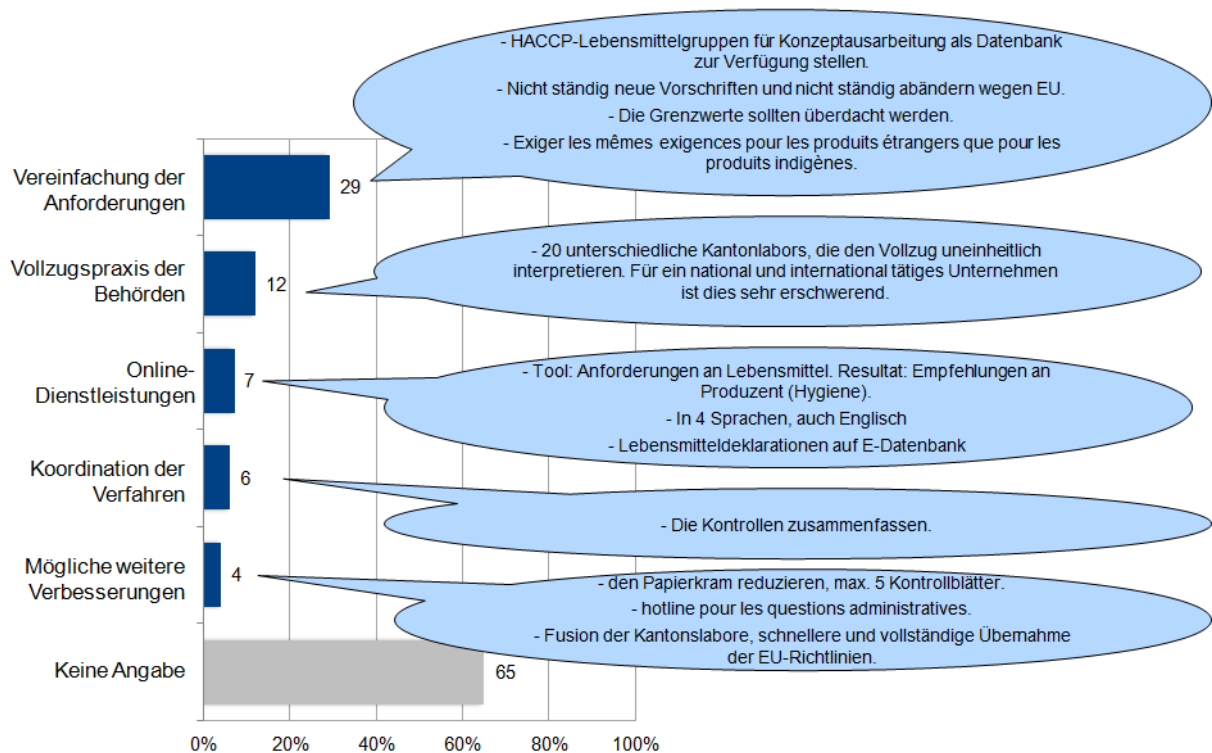 - HACCP-Lebensmittelgruppen für Konzeptausarbeitung als Datenbank
zur Verfügung stellen.
- Nicht ständig neue Vorschriften und nicht ständig abändern wegen EU.
- Die Grenzwerte sollten überdacht werden.
- Exiger les mêmes exigences pour les produits étrangers que pour les
produits indigènes.
Vereinfachung der
Anforderungen
29
- 20 unterschiedliche Kantonlabors, die den Vollzug uneinheitlich
interpretieren. Für ein national und international tätiges Unternehmen
ist dies sehr erschwerend.
Vollzugspraxis der
Behörden
12
- Tool: Anforderungen an Lebensmittel. Resultat: Empfehlungen an
Produzent (Hygiene).
- In 4 Sprachen, auch Englisch
- Lebensmitteldeklarationen auf E-Datenbank
Online-
Dienstleistungen
7
Koordination der
Verfahren
6
- Die Kontrollen zusammenfassen.
Mögliche weitere
Verbesserungen
4
- den Papierkram reduzieren, max. 5 Kontrollblätter.
- hotline pour les questions administratives.
- Fusion der Kantonslabore, schnellere und vollständige Übernahme
der EU-Richtlinien.
Keine Angabe
65
0% 20% 40% 60% 80% 100%